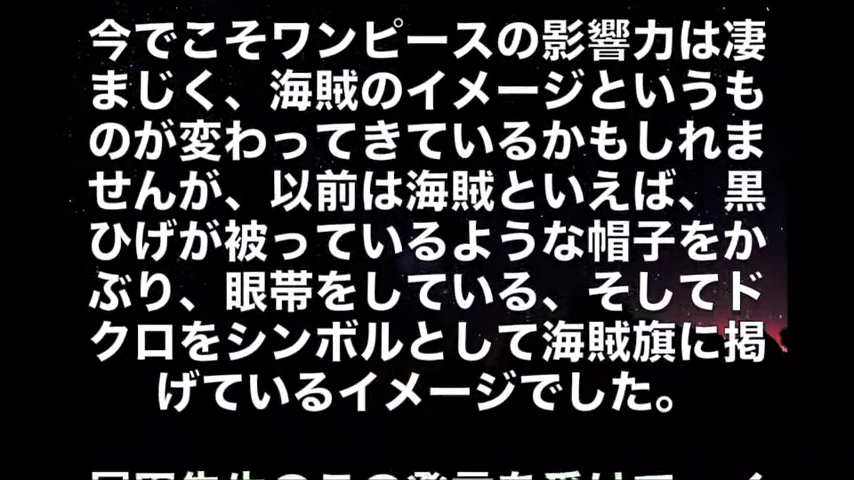 今でこそワンピースの影響力は凄
まじく、海賊のイメージというも
のが変わってきているかもしれま
せんが、以前は海賊といえば、黒
ひげが被っているような帽子をか
ぶり、眼帯をしている、そしてド
クロをシンボルとして海賊旗に掲
げているイメージでした。